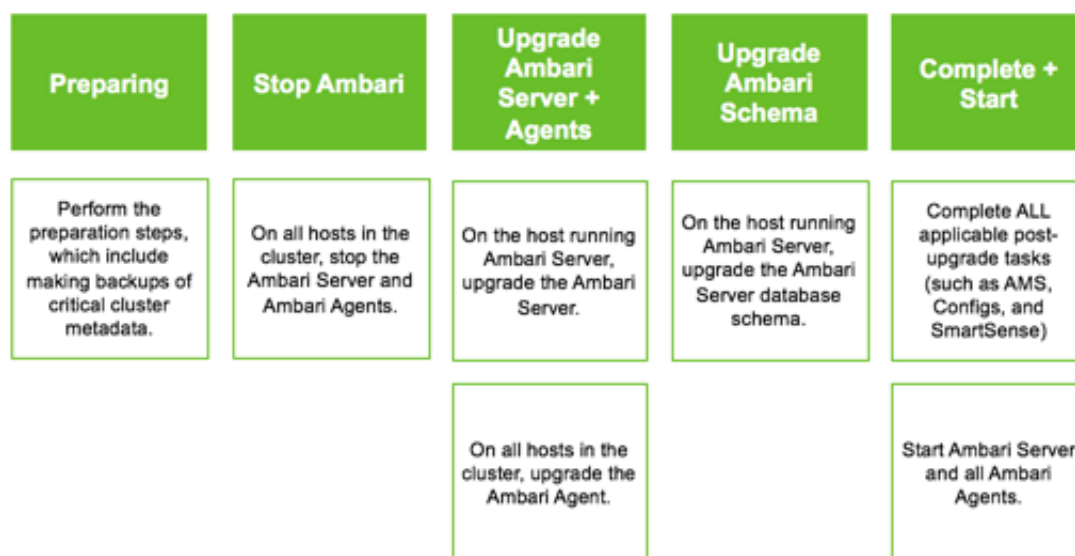 Preparing
Stop Ambari
Upgrade
Ambari
Server +
Agents
Upgrade
Ambari
Schema
Complete +
Start
Perform the
preparation steps,
which include
making backups of
critical cluster
metadata.
On all hosts in the
cluster, stop the
Ambari Server and
Ambari Agents.
On the host running
Ambari Server,
upgrade the Ambari
Server.
On the host running
Ambari Server,
upgrade the Ambari
Server database
schema.
Complete ALL
applicable post-
upgrade tasks
(such as AMS,
Configs, and
SmartSense)
On all hosts in the
cluster, upgrade the
Ambari Agent.
Start Ambari Server
and all Ambari
Agents.